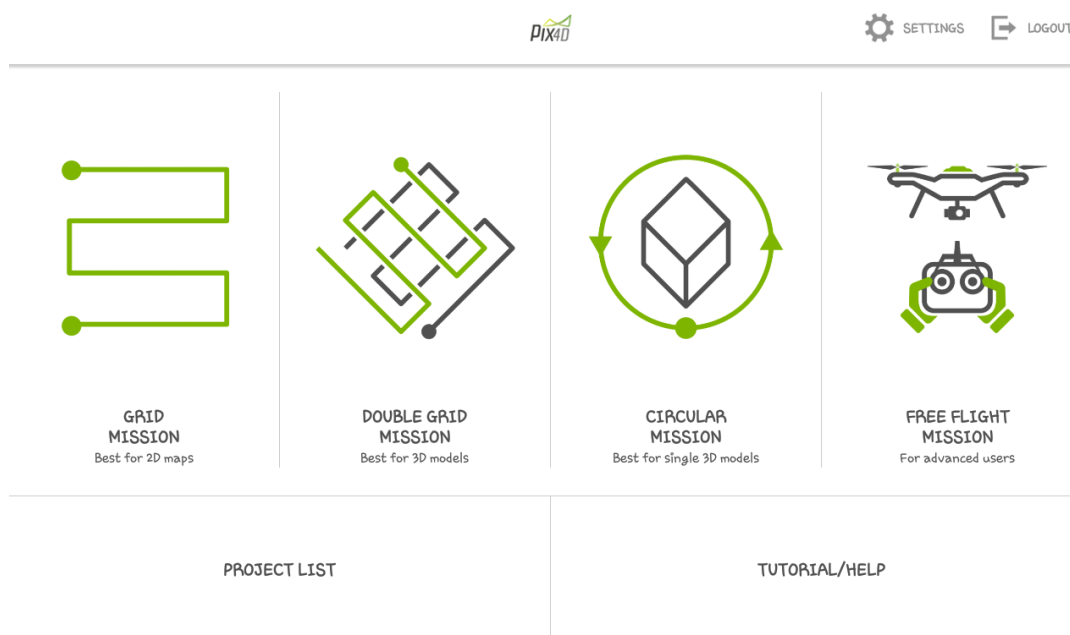 PIX4D
SETTINGS
LOGOUT
GRID
MISSION
Best for 2D maps
DOUBLE GRID
MISSION
Best for 3D models
CIRCULAR
MISSION
Best for single 3D models
FREE FLIGHT
MISSION
For advanced users
PROJECT LIST
TUTORIAL/HELP